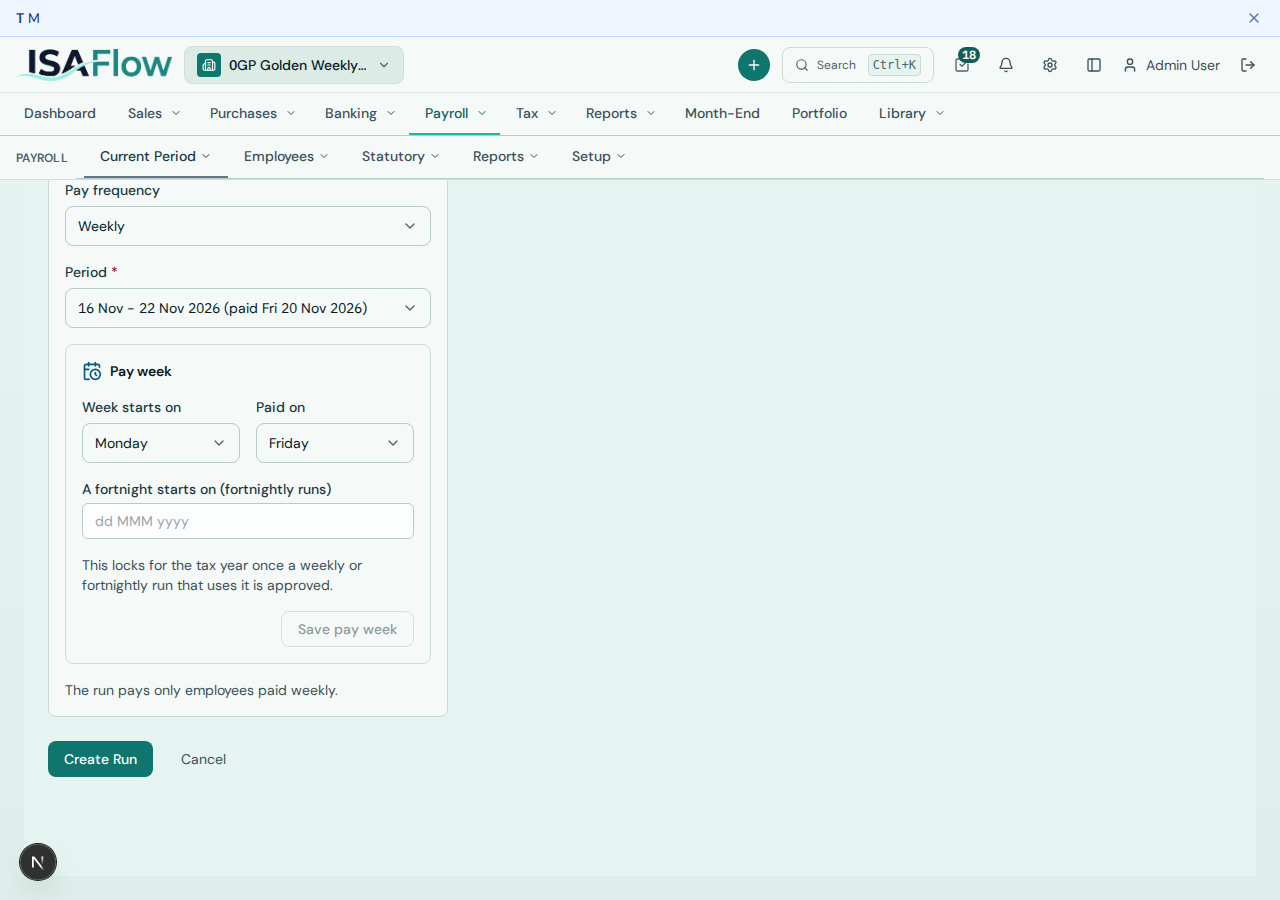 T M
ISAFlow
0GP Golden Weekly...
18
Search Ctrl+K
Admin User
Dashboard Sales Purchases Banking Payroll Tax Reports Month-End Portfolio Library
PAYROLL Current Period Employees Statutory Reports Setup
Pay frequency
Weekly
Period *
16 Nov – 22 Nov 2026 (paid Fri 20 Nov 2026)
Pay week
Week starts on Paid on
Monday Friday
A fortnight starts on (fortnightly runs)
dd MMM yyyy
This locks for the tax year once a weekly or
fortnightly run that uses it is approved.
Save pay week
The run pays only employees paid weekly.
Create Run Cancel
N